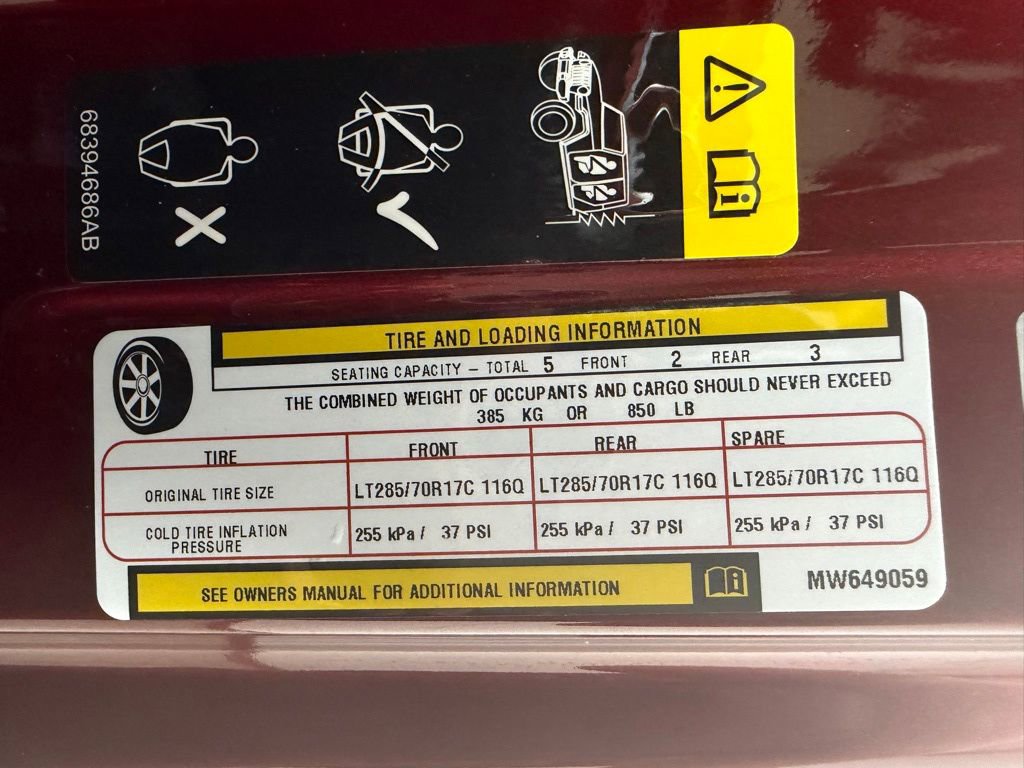 68394686AB
TIRE AND LOADING INFORMATION
SEATING CAPACITY – TOTAL 5 FRONT 2 REAR 3
THE COMBINED WEIGHT OF OCCUPANTS AND CARGO SHOULD NEVER EXCEED
385 KG OR 850 LB
TIRE FRONT REAR SPARE
ORIGINAL TIRE SIZE LT285/70R17C 116Q LT285/70R17C 116Q LT285/70R17C 116Q
COLD TIRE INFLATION
PRESSURE 255 kPa / 37 PSI 255 kPa / 37 PSI 255 kPa / 37 PSI
SEE OWNERS MANUAL FOR ADDITIONAL INFORMATION
MW649059